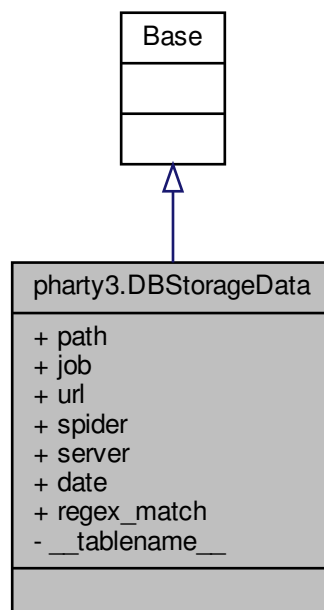 Base
pharty3.DBStorageData
+ path
+ job
+ url
+ spider
+ server
+ date
+ regex_match
- __tablename__